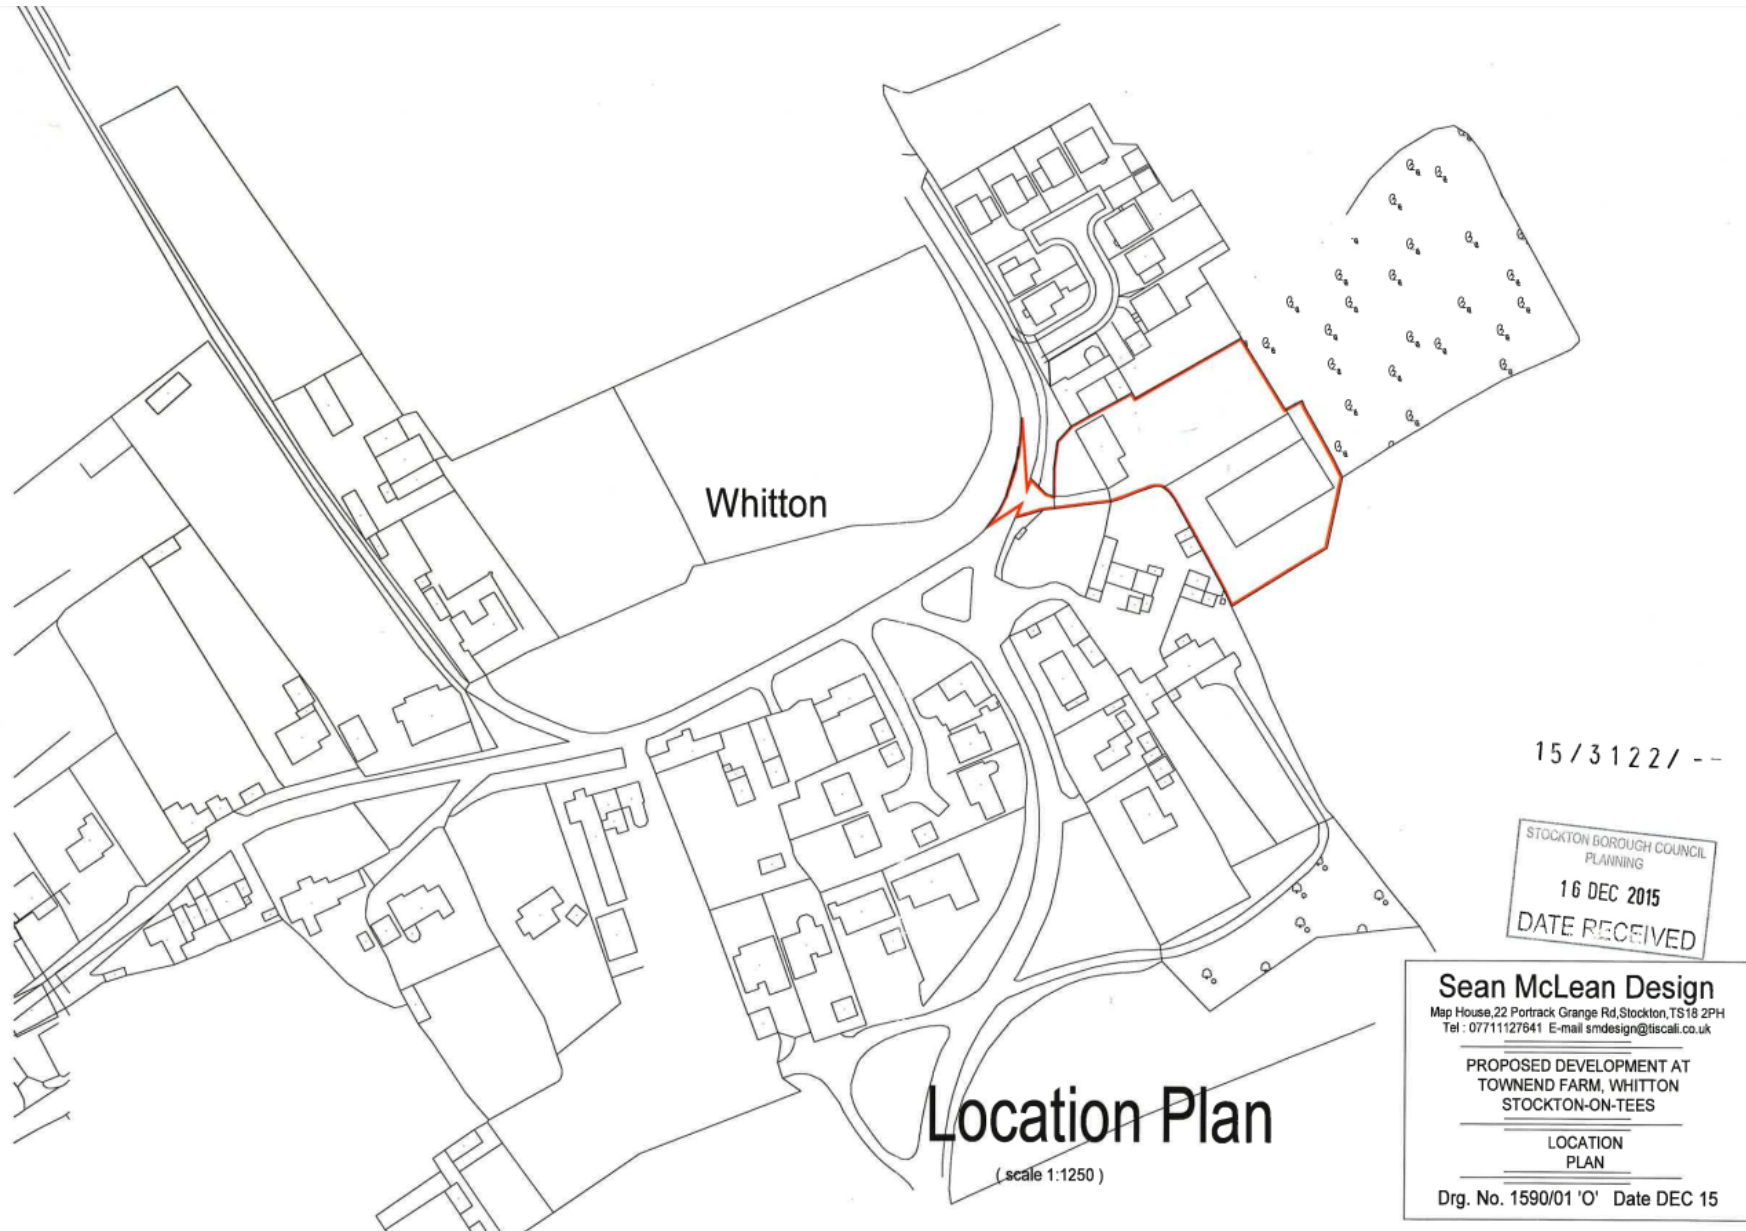 Whitton
15/3122/--
STOCKTON BOROUGH COUNCIL
PLANNING
16 DEC 2015
DATE RECEIVED
Sean McLean Design
Map House,22 Portrack Grange Rd,Stockton,TS18 2PH
Tel : 07711127641 E-mail smdesign@tiscali.co.uk
PROPOSED DEVELOPMENT AT
TOWNEND FARM, WHITTON
STOCKTON-ON-TEES
LOCATION
PLAN
Drg. No. 1590/01 'O' Date DEC 15
Location Plan
( scale 1:1250 )